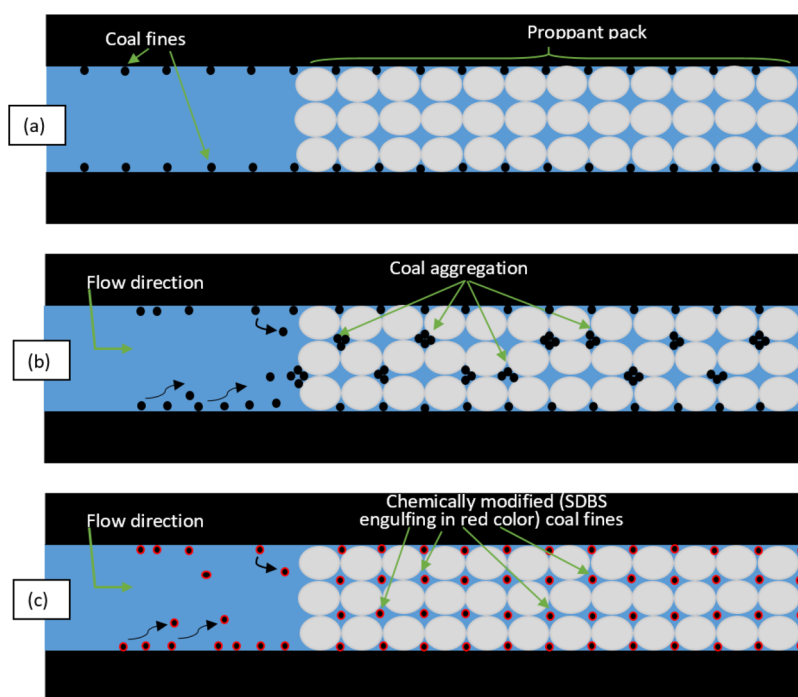 Coal fines
Proppant pack
(a)
Flow direction
Coal aggregation
(b)
Chemically modified (SDBS
engulfing in red color) coal fines
Flow direction
(c)